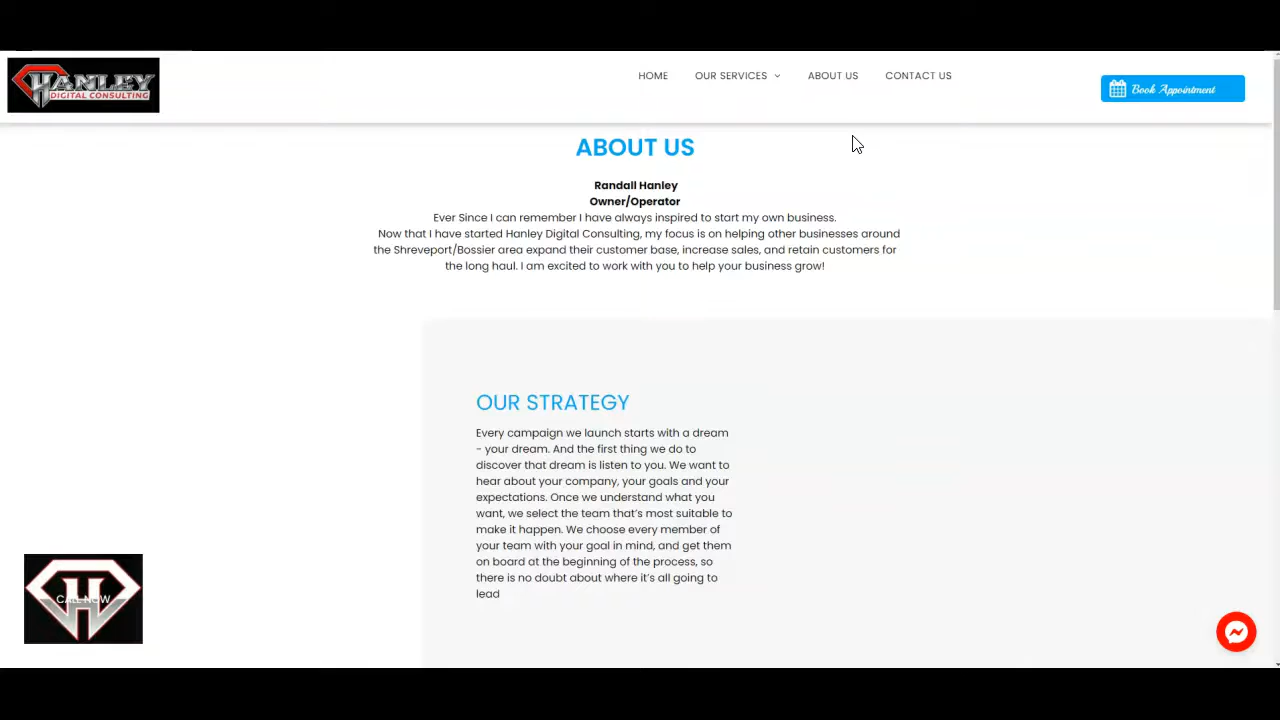 HANLEY
DIGITAL CONSULTING
HOME
OUR SERVICES
ABOUT US
CONTACT US
Book Appointment
ABOUT US
Randall Hanley
Owner/Operator
Ever Since I can remember I have always inspired to start my own business.
Now that I have started Hanley Digital Consulting, my focus is on helping other businesses around
the Shreveport/Bossier area expand their customer base, increase sales, and retain customers for
the long haul. I am excited to work with you to help your business grow!
OUR STRATEGY
Every campaign we launch starts with a dream
- your dream. And the first thing we do to
discover that dream is listen to you. We want to
hear about your company, your goals and your
expectations. Once we understand what you
want, we select the team that's most suitable to
make it happen. We choose every member of
your team with your goal in mind, and get them
on board at the beginning of the process, so
there is no doubt about where it's all going to
lead
H
CALL NOW